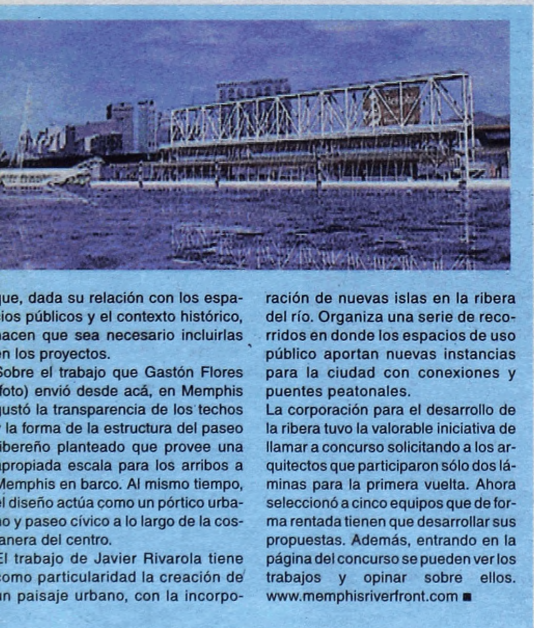 que, dada su relación con los espa-
cios públicos y el contexto histórico,
hacen que sea necesario incluirlas
en los proyectos.
Sobre el trabajo que Gastón Flores
(foto) envió desde acá, en Memphis
gustó la transparencia de los techos
y la forma de la estructura del paseo
ribereño planteado que provee una
apropiada escala para los arribos a
Memphis en barco. Al mismo tiempo,
el diseño actúa como un pórtico urba-
no y paseo cívico a lo largo de la cos-
tanera del centro.
El trabajo de Javier Rivarola tiene
como particularidad la creación de
un paisaje urbano, con la incorpo-
ración de nuevas islas en la ribera
del río. Organiza una serie de reco-
rridos en donde los espacios de uso
público aportan nuevas instancias
para la ciudad con conexiones y
puentes peatonales.
La corporación para el desarrollo de
la ribera tuvo la valorable iniciativa de
llamar a concurso solicitando a los ar-
quitectos que participaron sólo dos lá-
minas para la primera vuelta. Ahora
seleccionó a cinco equipos que de for-
ma rentada tienen que desarrollar sus
propuestas. Además, entrando en la
página del concurso se pueden ver los
trabajos y opinar sobre ellos.
www.memphisriverfront.com ■